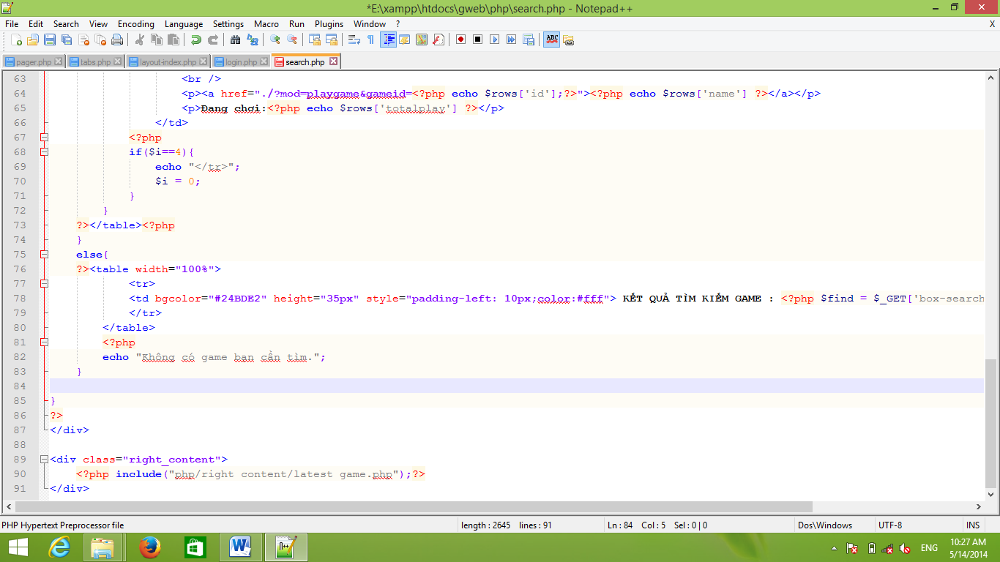 *E:\xampp\htdocs\gweb\php\search.php - Notepad++
File Edit Search View Encoding Language Settings Macro Run Plugins Window ? X
pager.php tabs.php layout-index.php login.php search.php
63 <br />
64 <p><a href="./?mod=playgame&gameid=<?php echo $rows['id'];?>"><?php echo $rows['name'] ?></a></p>
65 <p>Đang chơi:<?php echo $rows['totalplay'] ?></p>
66 </td>
67 <?php
68 if($i==4){
69 echo "</tr>";
70 $i = 0;
71 }
72 }
73 ?></table><?php
74 }
75 else{
76 ?><table width="100%">
77 <tr>
78 <td bgcolor="#24BDE2" height="35px" style="padding-left: 10px;color:#fff"> KẾT QUẢ TÌM KIẾM GAME : <?php $find = $_GET['box-search
79 </tr>
80 </table>
81 <?php
82 echo "Không có game bạn cần tìm.";
83 }
84
85 }
86 ?>
87 </div>
88
89 <div class="right_content">
90 <?php include("php/right content/latest game.php");?>
91 </div>
PHP Hypertext Preprocessor file length : 2645 lines : 91 Ln : 84 Col : 5 Sel : 0 | 0 Dos\Windows UTF-8 INS
ENG 10:27 AM
5/14/2014